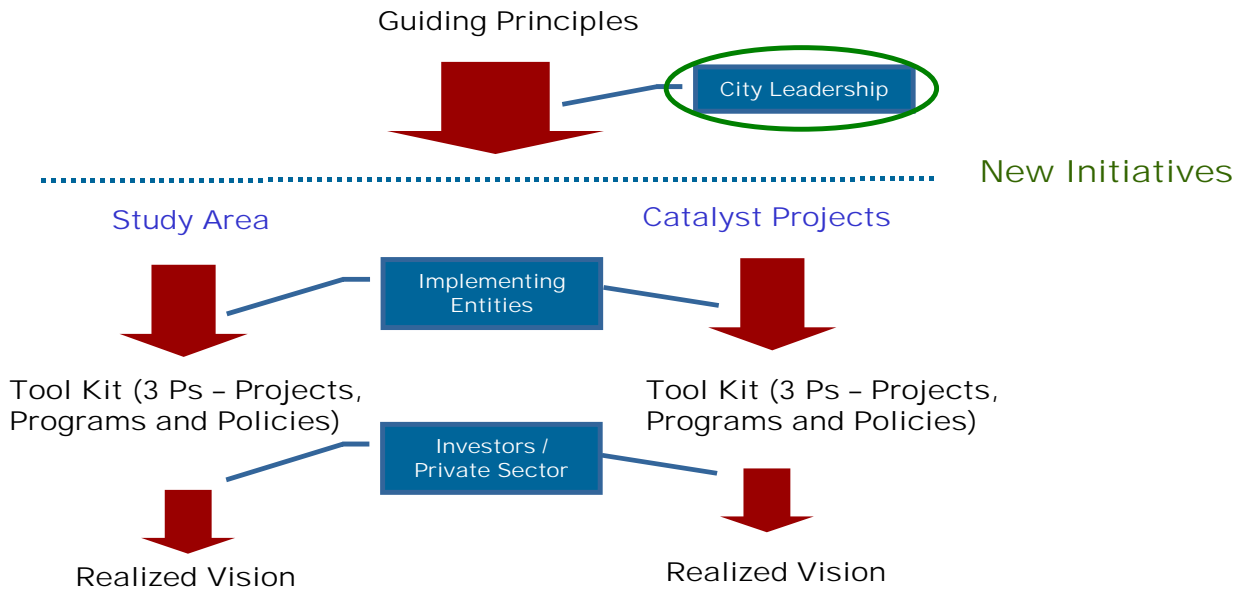 Guiding Principles
City Leadership
New Initiatives
Study Area
Catalyst Projects
Implementing
Entities
Tool Kit (3 Ps – Projects,
Programs and Policies)
Tool Kit (3 Ps – Projects,
Programs and Policies)
Investors /
Private Sector
Realized Vision
Realized Vision